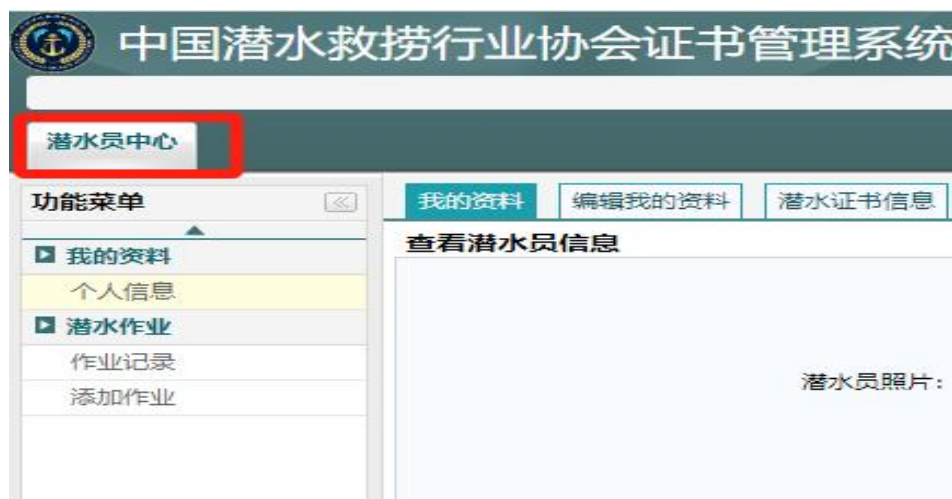 中国潜水救捞行业协会证书管理系统
潜水员中心
功能菜单
我的资料 编辑我的资料 潜水证书信息
查看潜水员信息
我的资料
个人信息
潜水作业
作业记录
添加作业
潜水员照片：